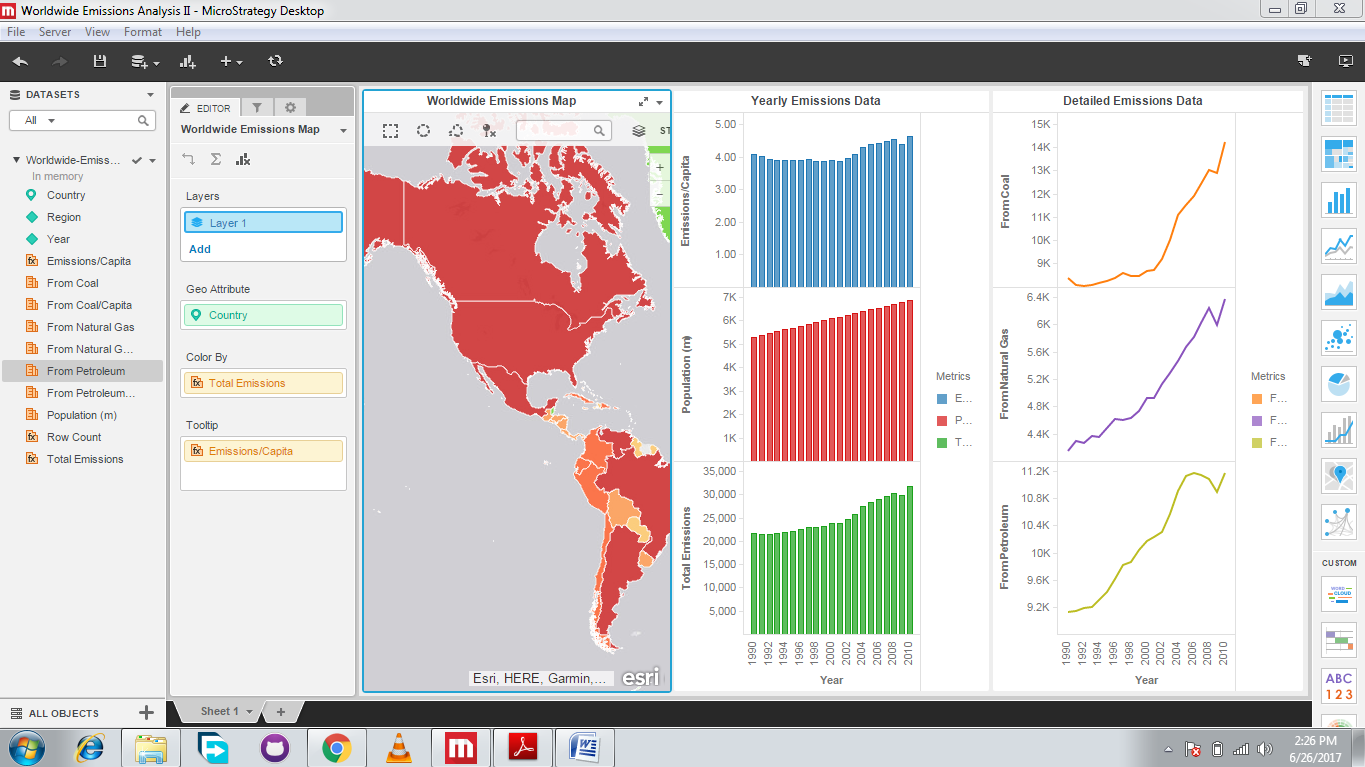 Worldwide Emissions Analysis II - MicroStrategy Desktop
File Server View Format Help
DATASETS
All
Worldwide-Emiss...
In memory
Country
Region
Year
Emissions/Capita
From Coal
From Coal/Capita
From Natural Gas
From Natural G...
From Petroleum
From Petroleum...
Population (m)
Row Count
Total Emissions
ALL OBJECTS
EDITOR
Worldwide Emissions Map
Layers
Layer 1
Add
Geo Attribute
Country
Color By
Total Emissions
Tooltip
Emissions/Capita
Worldwide Emissions Map
ST
+
−
Esri, HERE, Garmin,...
esri
Yearly Emissions Data
Emissions/Capita
5.00
4.00
3.00
2.00
1.00
Population (m)
7K
6K
5K
4K
3K
2K
1K
Total Emissions
35,000
30,000
25,000
20,000
15,000
10,000
5,000
1990 1992 1994 1996 1998 2000 2002 2004 2006 2008 2010
Year
Metrics
E...
P...
T...
Detailed Emissions Data
From Coal
15K
14K
13K
12K
11K
10K
9K
From Natural Gas
6.4K
6K
5.6K
5.2K
4.8K
4.4K
From Petroleum
11.2K
10.8K
10.4K
10K
9.6K
9.2K
1990 1992 1994 1996 1998 2000 2002 2004 2006 2008 2010
Year
Metrics
F...
F...
F...
CUSTOM
WORD
CLOUD
ABC
123
Sheet 1
+
2:26 PM
6/26/2017